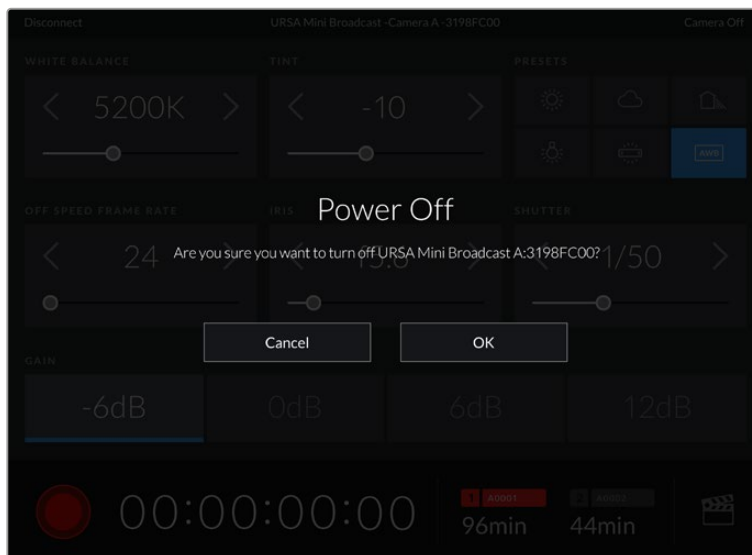 Disconnect
URSA Mini Broadcast -Camera A -3198FC00
Camera Off
WHITE BALANCE
TINT
PRESETS
5200K
-10
AWB
Power Off
OFF SPEED FRAME RATE
IRIS
SHUTTER
Are you sure you want to turn off URSA Mini Broadcast A:3198FC00?
24
1/50
Cancel
OK
GAIN
-6dB
0dB
6dB
12dB
00:00:00:00
1 A0001
2
96min
44min